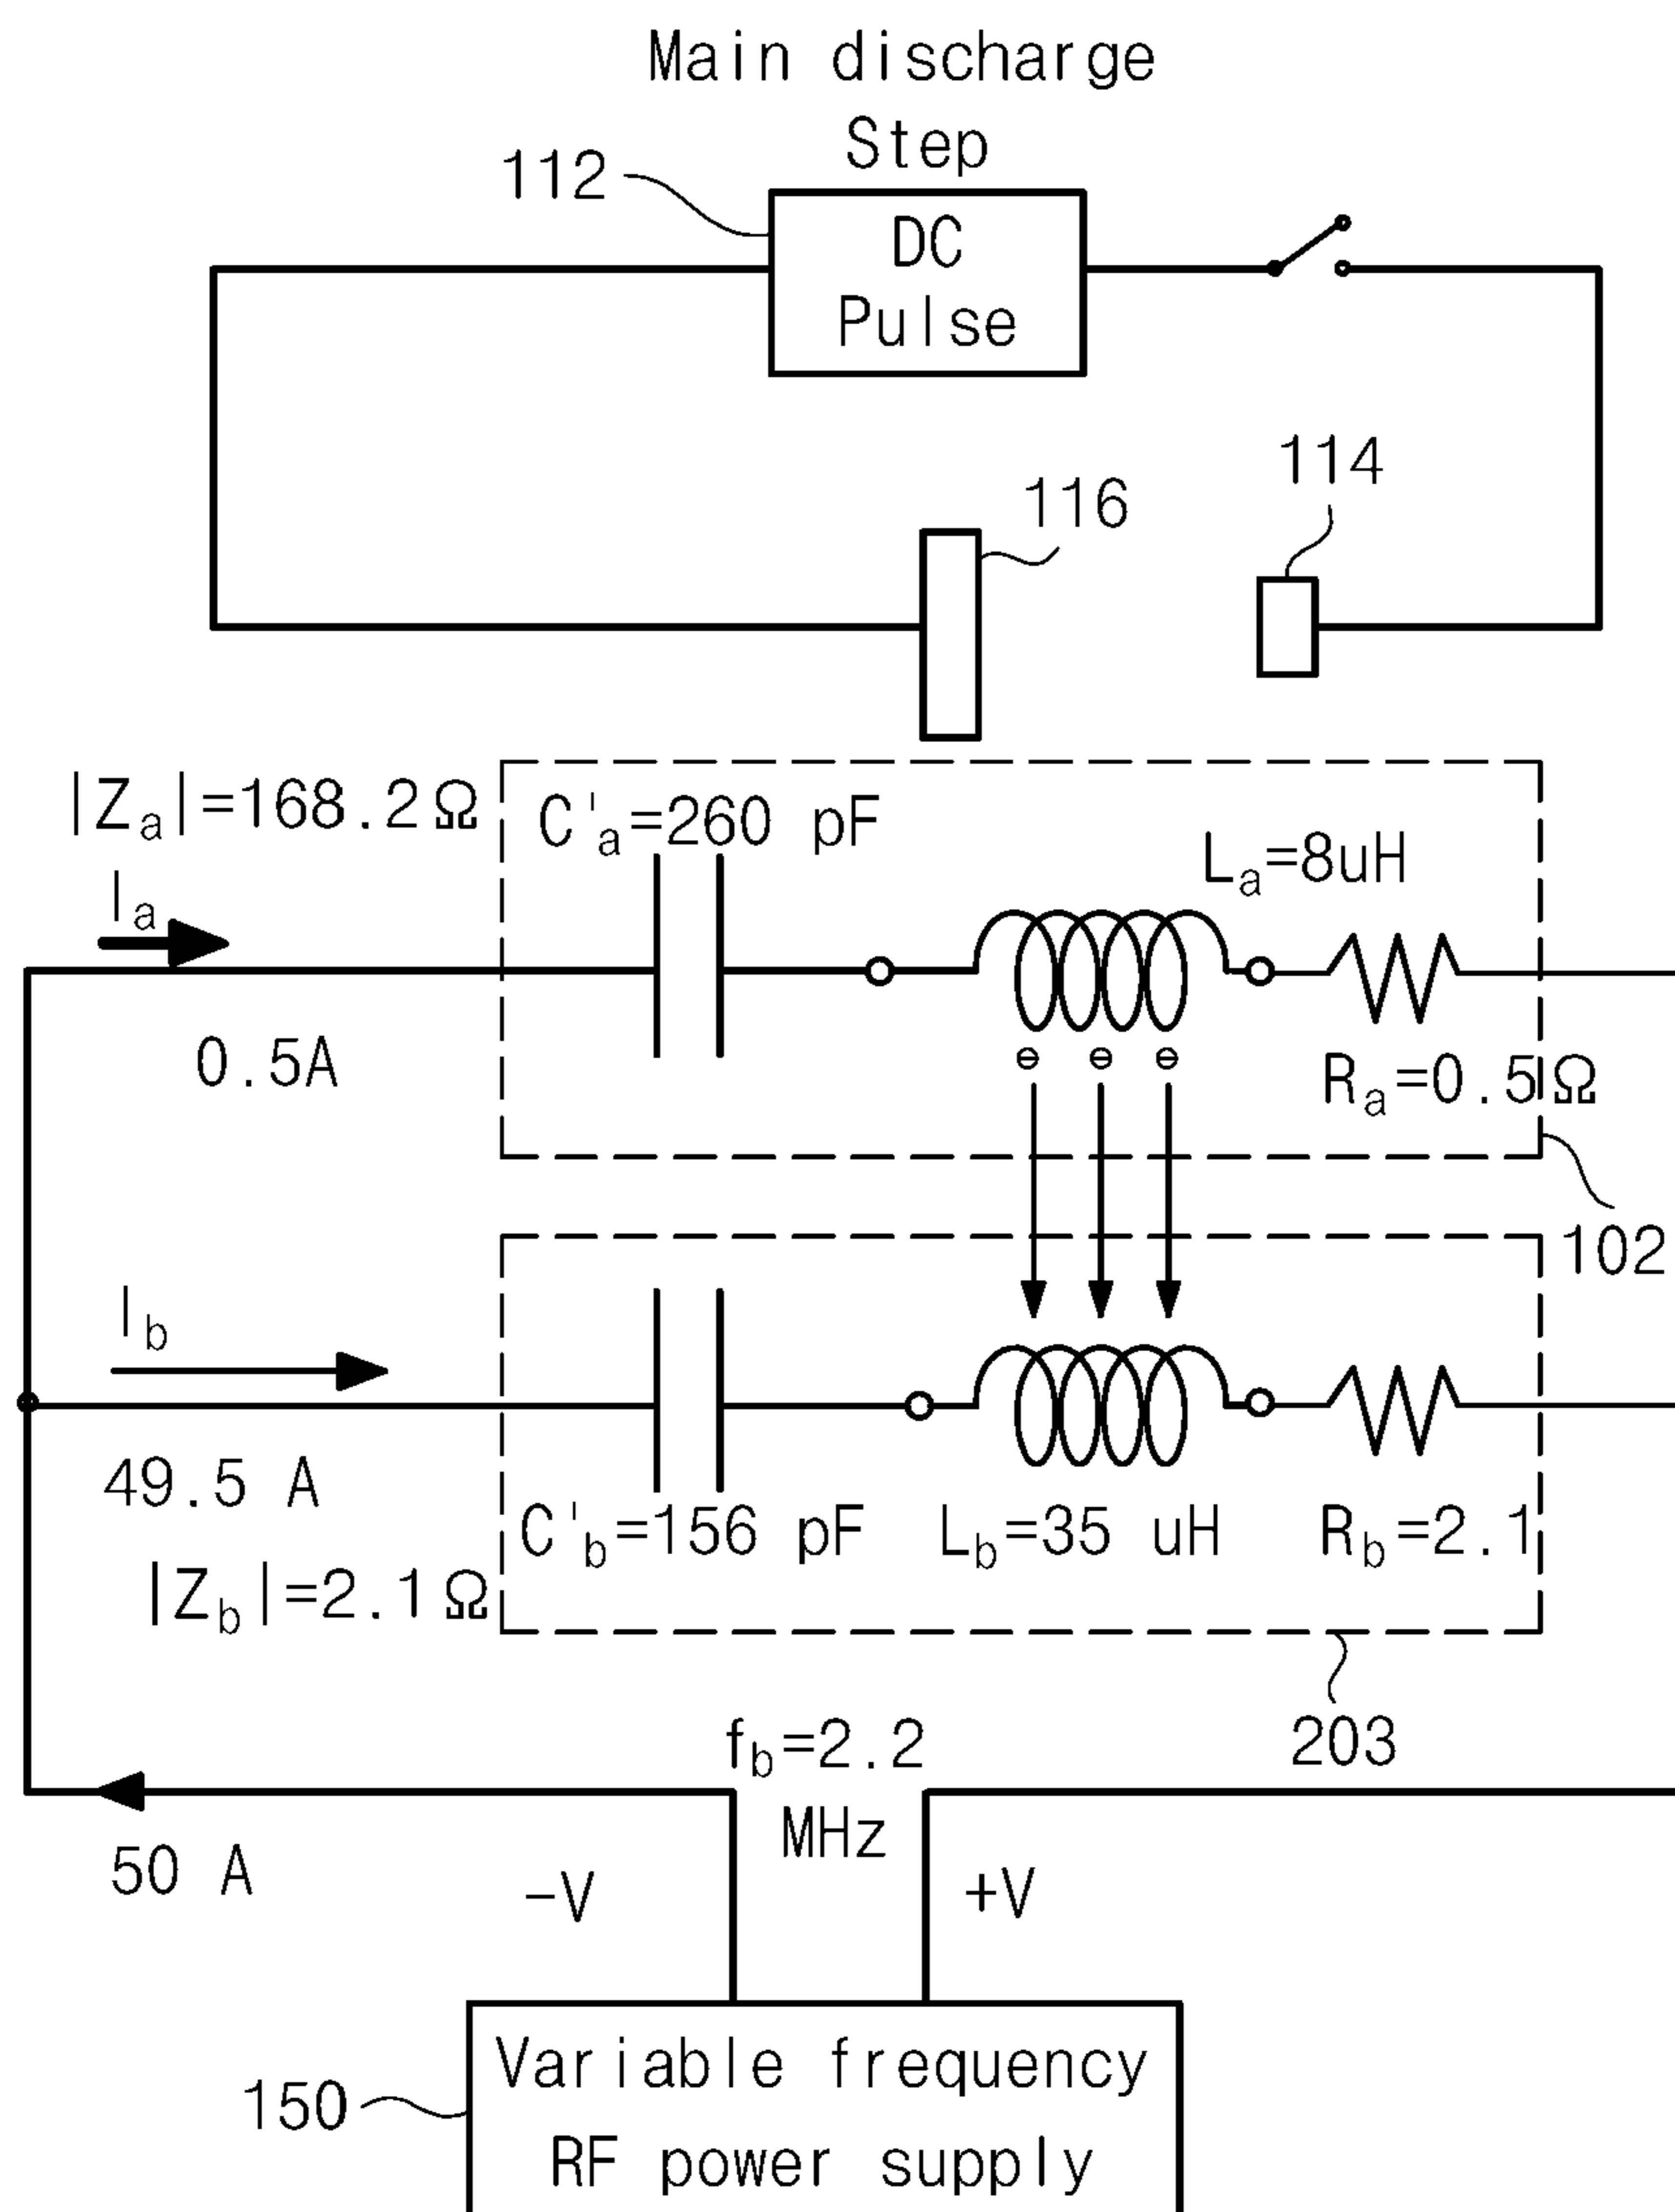 Main discharge
Step
112
DC
Pulse
114
116
|Za|=168.2Ω
C'a=260 pF
La=8uH
Ia
0.5A
Ra=0.5Ω
102
Ib
49.5 A
C'b=156 pF
Lb=35 uH
Rb=2.1
|Zb|=2.1Ω
203
fb=2.2
MHz
50 A
-V
+V
150
Variable frequency
RF power supply